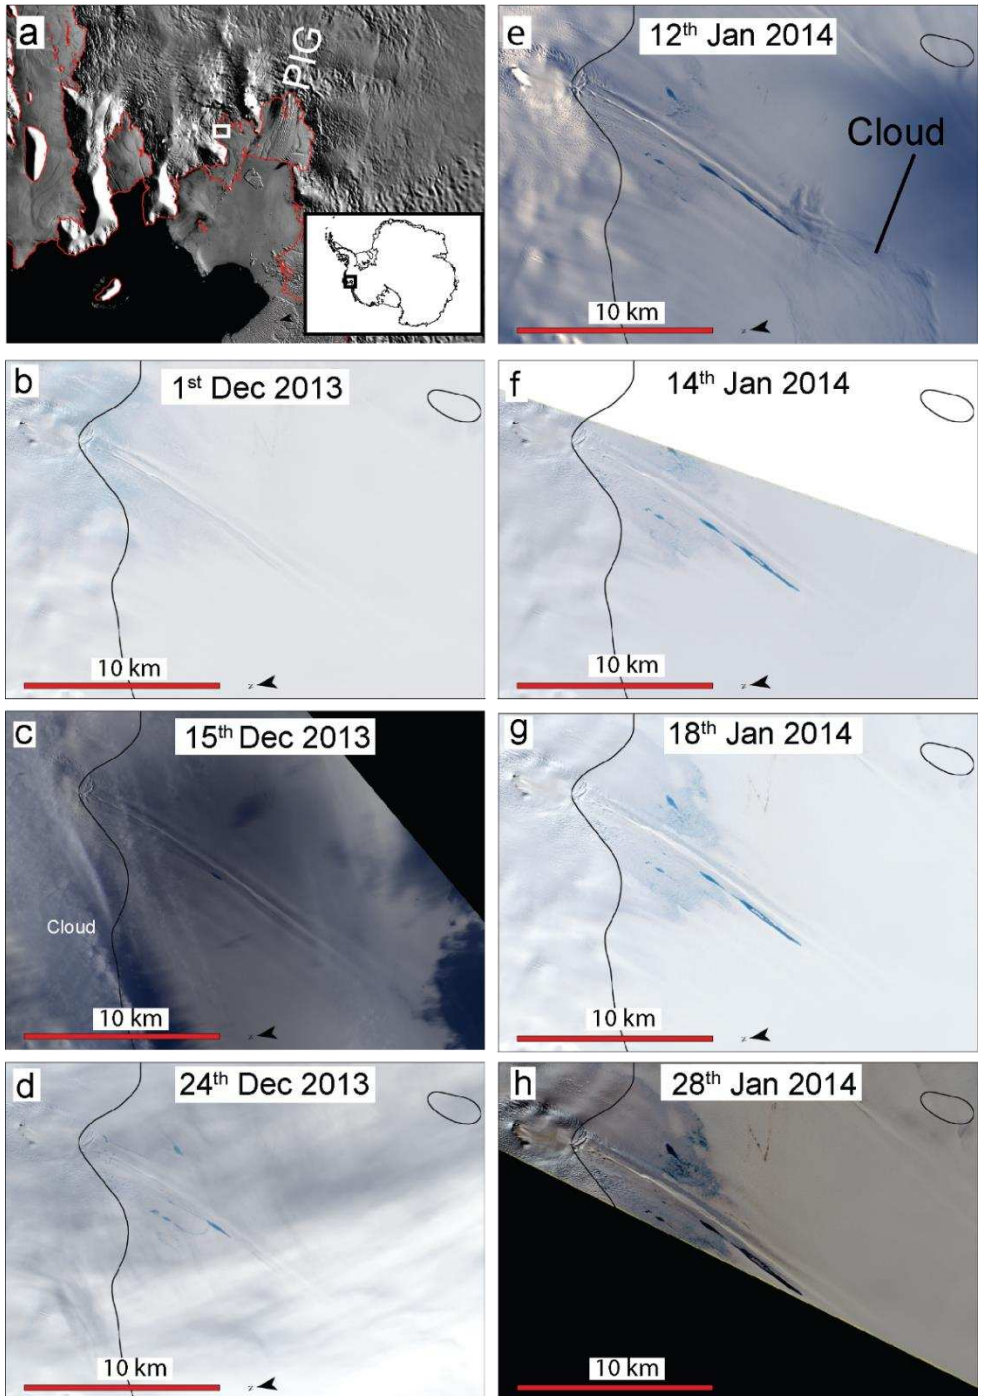 a
PIG
b
1st Dec 2013
10 km
z
c
15th Dec 2013
Cloud
10 km
z
d
24th Dec 2013
10 km
z
e
12th Jan 2014
Cloud
10 km
z
f
14th Jan 2014
10 km
z
g
18th Jan 2014
10 km
z
h
28th Jan 2014
10 km